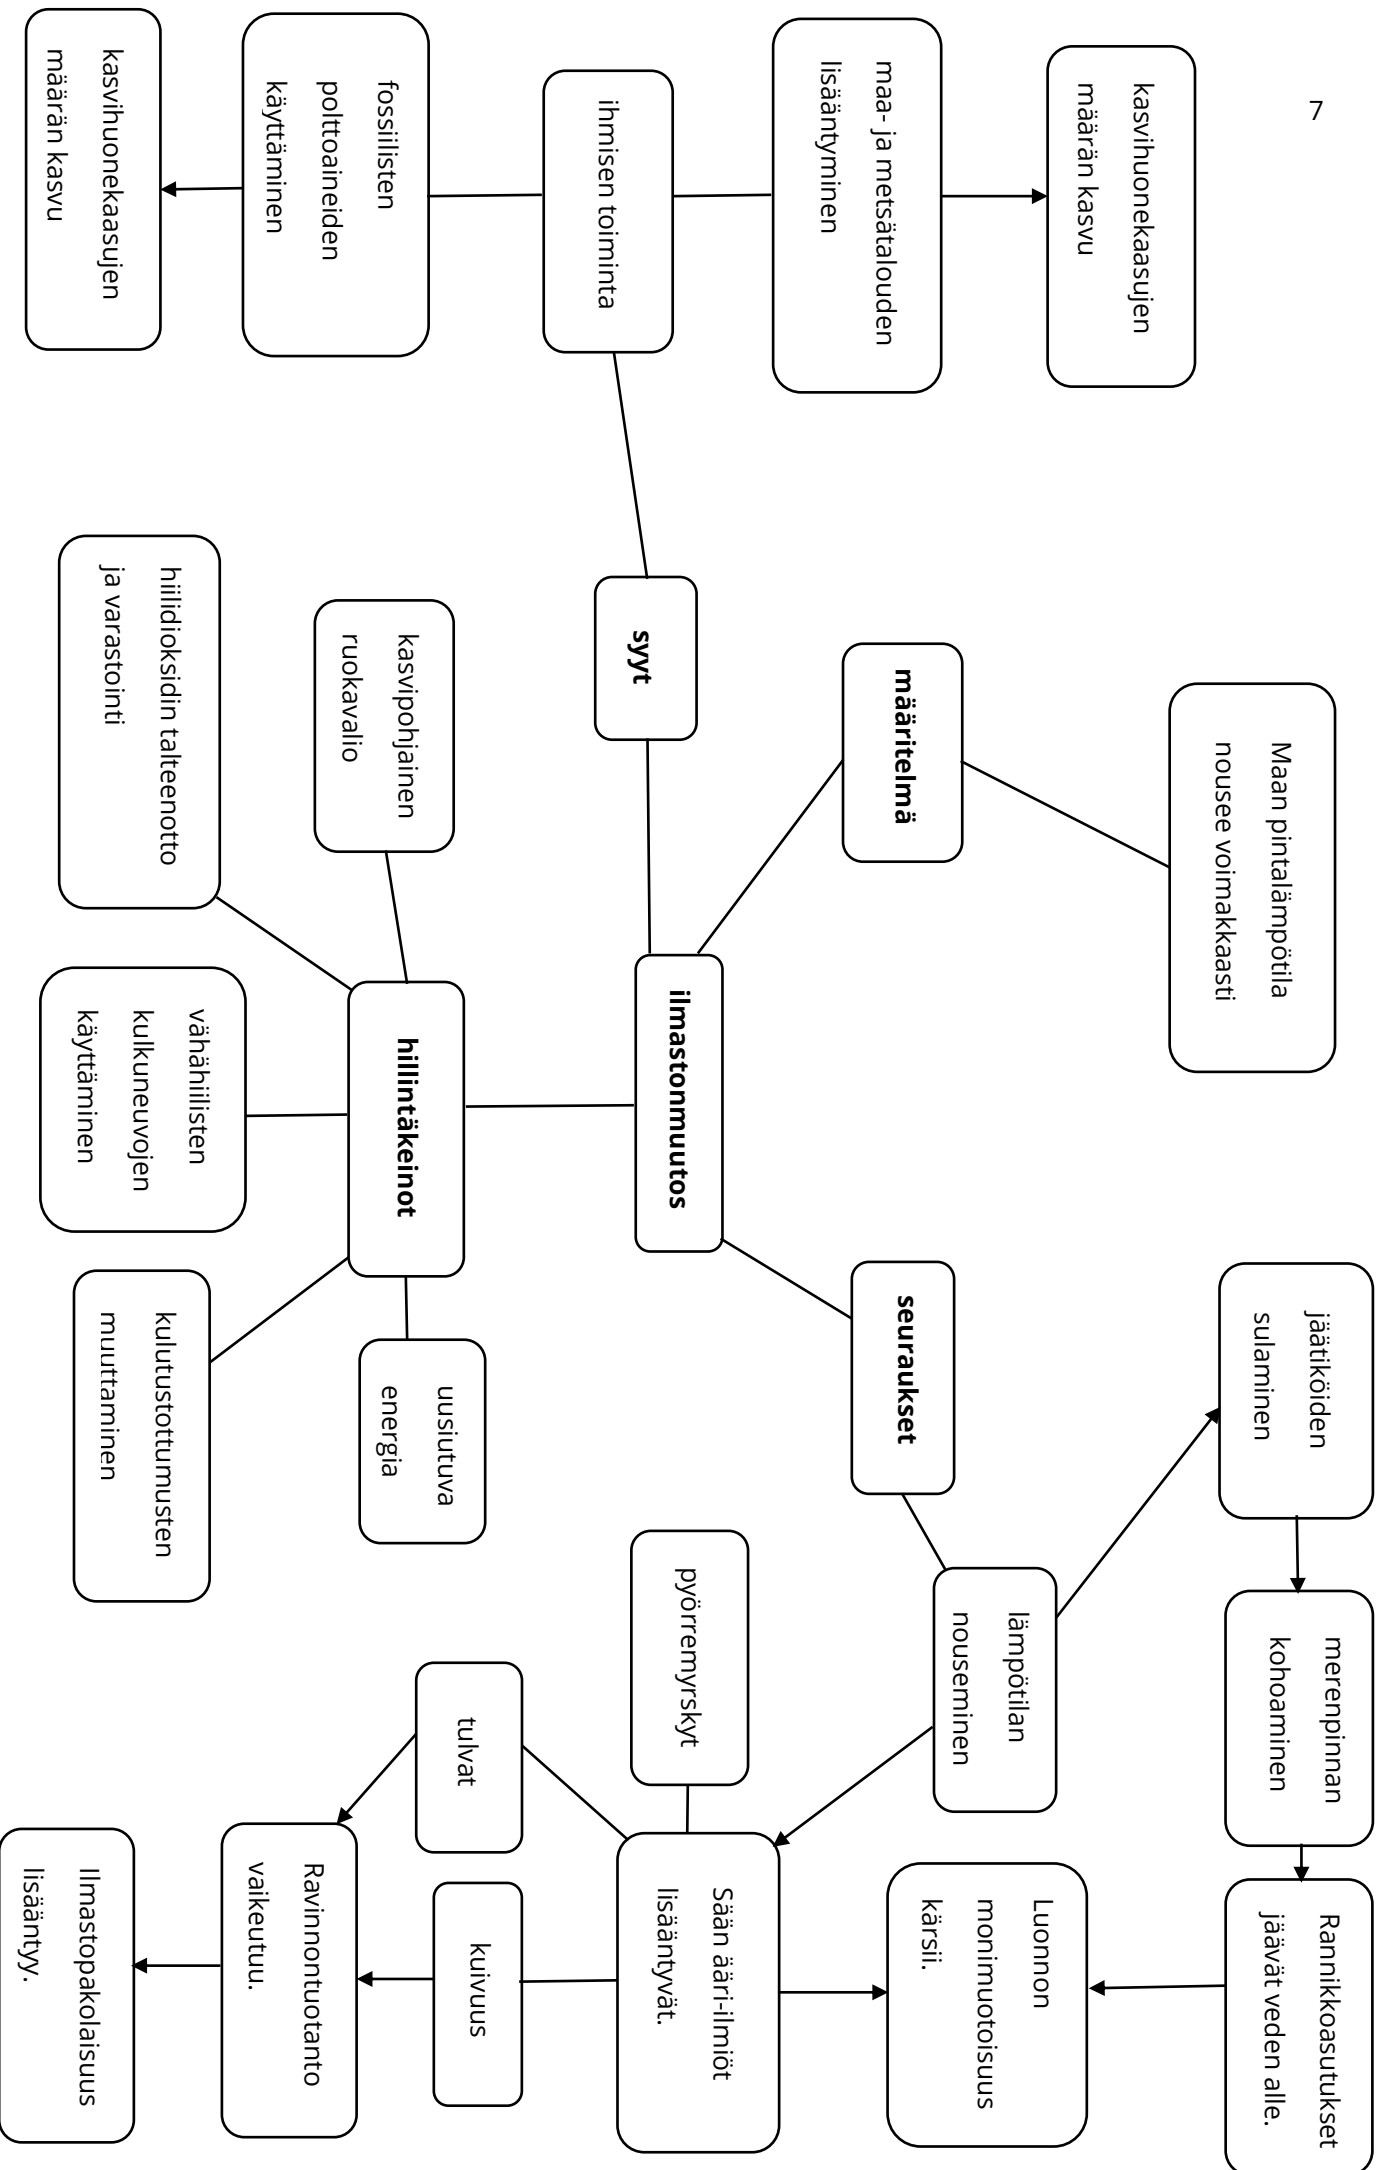 7
kasvihuonekaasujen
määrän kasvu
maa- ja metsätalouden
lisääntyminen
ihmisen toiminta
fossiilisten
polttoaineiden
käyttäminen
kasvihuonekaasujen
määrän kasvu
syyt
määritelmä
Maan pintalämpötila
nousee voimakkaasti
ilmastonmuutos
hillintäkeinot
kasvipohjainen
ruokavalio
hiilidioksidin talteenotto
ja varastointi
vähähiilisten
kulkuneuvojen
käyttäminen
kulutustottumusten
muuttaminen
uusiutuva
energia
seuraukset
lämpötilan
nouseminen
jäätiköiden
sulaminen
merenpinnan
kohoaminen
Rannikkoasutukset
jäävät veden alle.
Luonnon
monimuotoisuus
kärsii.
Sään ääri-ilmiöt
lisääntyvät.
pyörremyrskyt
tulvat
kuivuus
Ravinnontuotanto
vaikeutuu.
Ilmastopakolaisuus
lisääntyy.